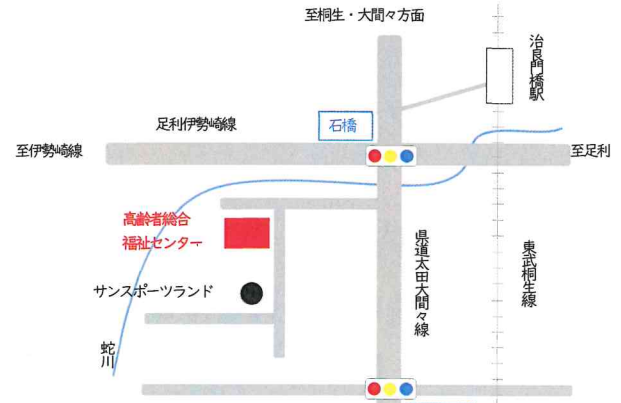 至桐生・大間々方面
治良門橋駅
足利伊勢崎線
石橋
至伊勢崎線
至足利
高齢者総合
福祉センター
県道太田大間々線
東武桐生線
サンスポーツランド
蛇川